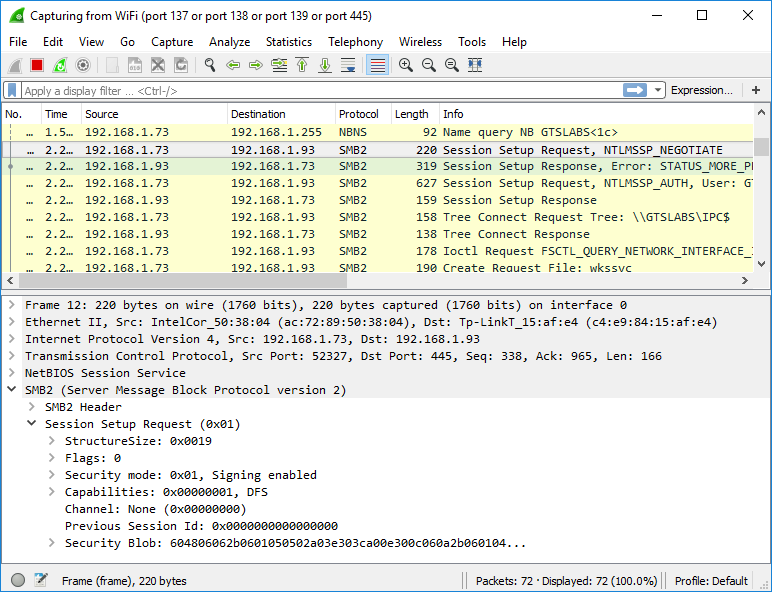 Capturing from WiFi (port 137 or port 138 or port 139 or port 445)
File Edit View Go Capture Analyze Statistics Telephony Wireless Tools Help
Apply a display filter ... <Ctrl-/> Expression... +
No. Time Source Destination Protocol Length Info
... 1.5... 192.168.1.73 192.168.1.255 NBNS 92 Name query NB GTSLABS<1c>
... 2.2... 192.168.1.73 192.168.1.93 SMB2 220 Session Setup Request, NTLMSSP_NEGOTIATE
... 2.2... 192.168.1.93 192.168.1.73 SMB2 319 Session Setup Response, Error: STATUS_MORE_P
... 2.2... 192.168.1.73 192.168.1.93 SMB2 627 Session Setup Request, NTLMSSP_AUTH, User: G
... 2.2... 192.168.1.93 192.168.1.73 SMB2 159 Session Setup Response
... 2.2... 192.168.1.73 192.168.1.93 SMB2 158 Tree Connect Request Tree: \\GTSLABS\IPC$
... 2.2... 192.168.1.93 192.168.1.73 SMB2 138 Tree Connect Response
... 2.2... 192.168.1.73 192.168.1.93 SMB2 178 Ioctl Request FSCTL_QUERY_NETWORK_INTERFACE_
... 2.2... 192.168.1.73 192.168.1.93 SMB2 190 Create Request File: wkssvc
Frame 12: 220 bytes on wire (1760 bits), 220 bytes captured (1760 bits) on interface 0
Ethernet II, Src: IntelCor_50:38:04 (ac:72:89:50:38:04), Dst: Tp-LinkT_15:af:e4 (c4:e9:84:15:af:e4)
Internet Protocol Version 4, Src: 192.168.1.73, Dst: 192.168.1.93
Transmission Control Protocol, Src Port: 52327, Dst Port: 445, Seq: 338, Ack: 965, Len: 166
NetBIOS Session Service
SMB2 (Server Message Block Protocol version 2)
SMB2 Header
Session Setup Request (0x01)
StructureSize: 0x0019
Flags: 0
Security mode: 0x01, Signing enabled
Capabilities: 0x00000001, DFS
Channel: None (0x00000000)
Previous Session Id: 0x0000000000000000
Security Blob: 604806062b0601050502a03e303ca00e300c060a2b060104...
Frame (frame), 220 bytes Packets: 72 · Displayed: 72 (100.0%) Profile: Default